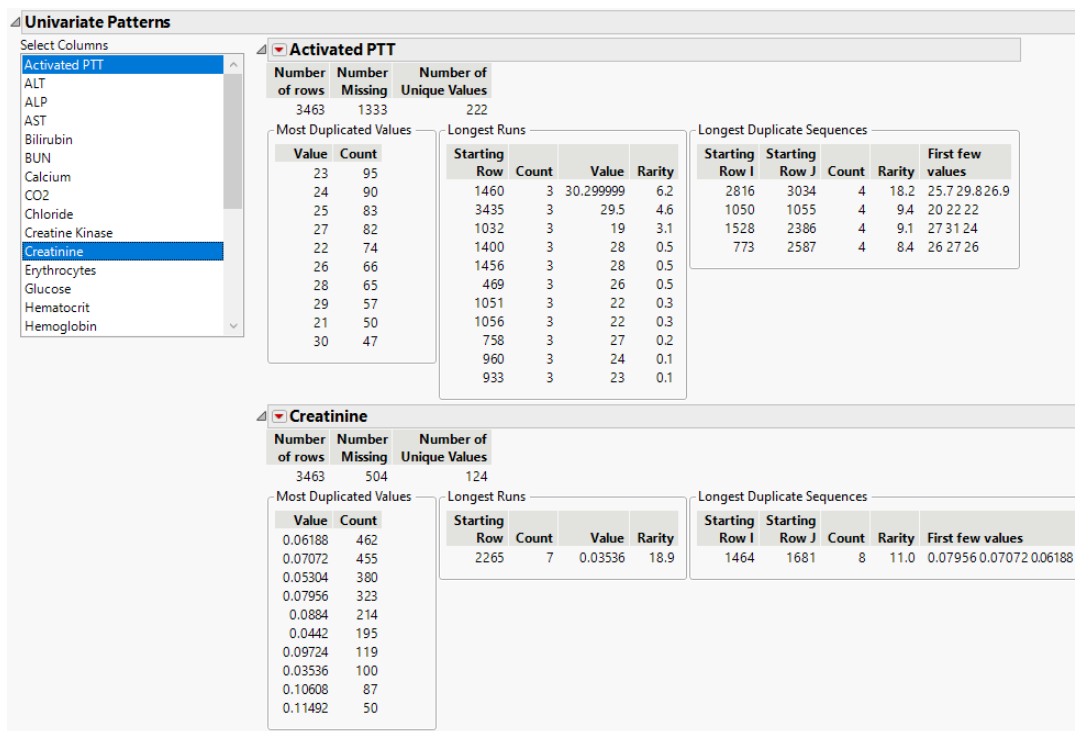 Univariate Patterns
Select Columns
Activated PTT
ALT
ALP
AST
Bilirubin
BUN
Calcium
CO2
Chloride
Creatine Kinase
Creatinine
Erythrocytes
Glucose
Hematocrit
Hemoglobin
Activated PTT
Number Number Number of
of rows Missing Unique Values
3463 1333 222
Most Duplicated Values
Value Count
23 95
24 90
25 83
27 82
22 74
26 66
28 65
29 57
21 50
30 47
Longest Runs
Starting
Row Count Value Rarity
1460 3 30.299999 6.2
3435 3 29.5 4.6
1032 3 19 3.1
1400 3 28 0.5
1456 3 28 0.5
469 3 26 0.5
1051 3 22 0.3
1056 3 22 0.3
758 3 27 0.2
960 3 24 0.1
933 3 23 0.1
Longest Duplicate Sequences
Starting Starting First few
Row I Row J Count Rarity values
2816 3034 4 18.2 25.7 29.8 26.9
1050 1055 4 9.4 20 22 22
1528 2386 4 9.1 27 31 24
773 2587 4 8.4 26 27 26
Creatinine
Number Number Number of
of rows Missing Unique Values
3463 504 124
Most Duplicated Values
Value Count
0.06188 462
0.07072 455
0.05304 380
0.07956 323
0.0884 214
0.0442 195
0.09724 119
0.03536 100
0.10608 87
0.11492 50
Longest Runs
Starting
Row Count Value Rarity
2265 7 0.03536 18.9
Longest Duplicate Sequences
Starting Starting
Row I Row J Count Rarity First few values
1464 1681 8 11.0 0.07956 0.07072 0.06188